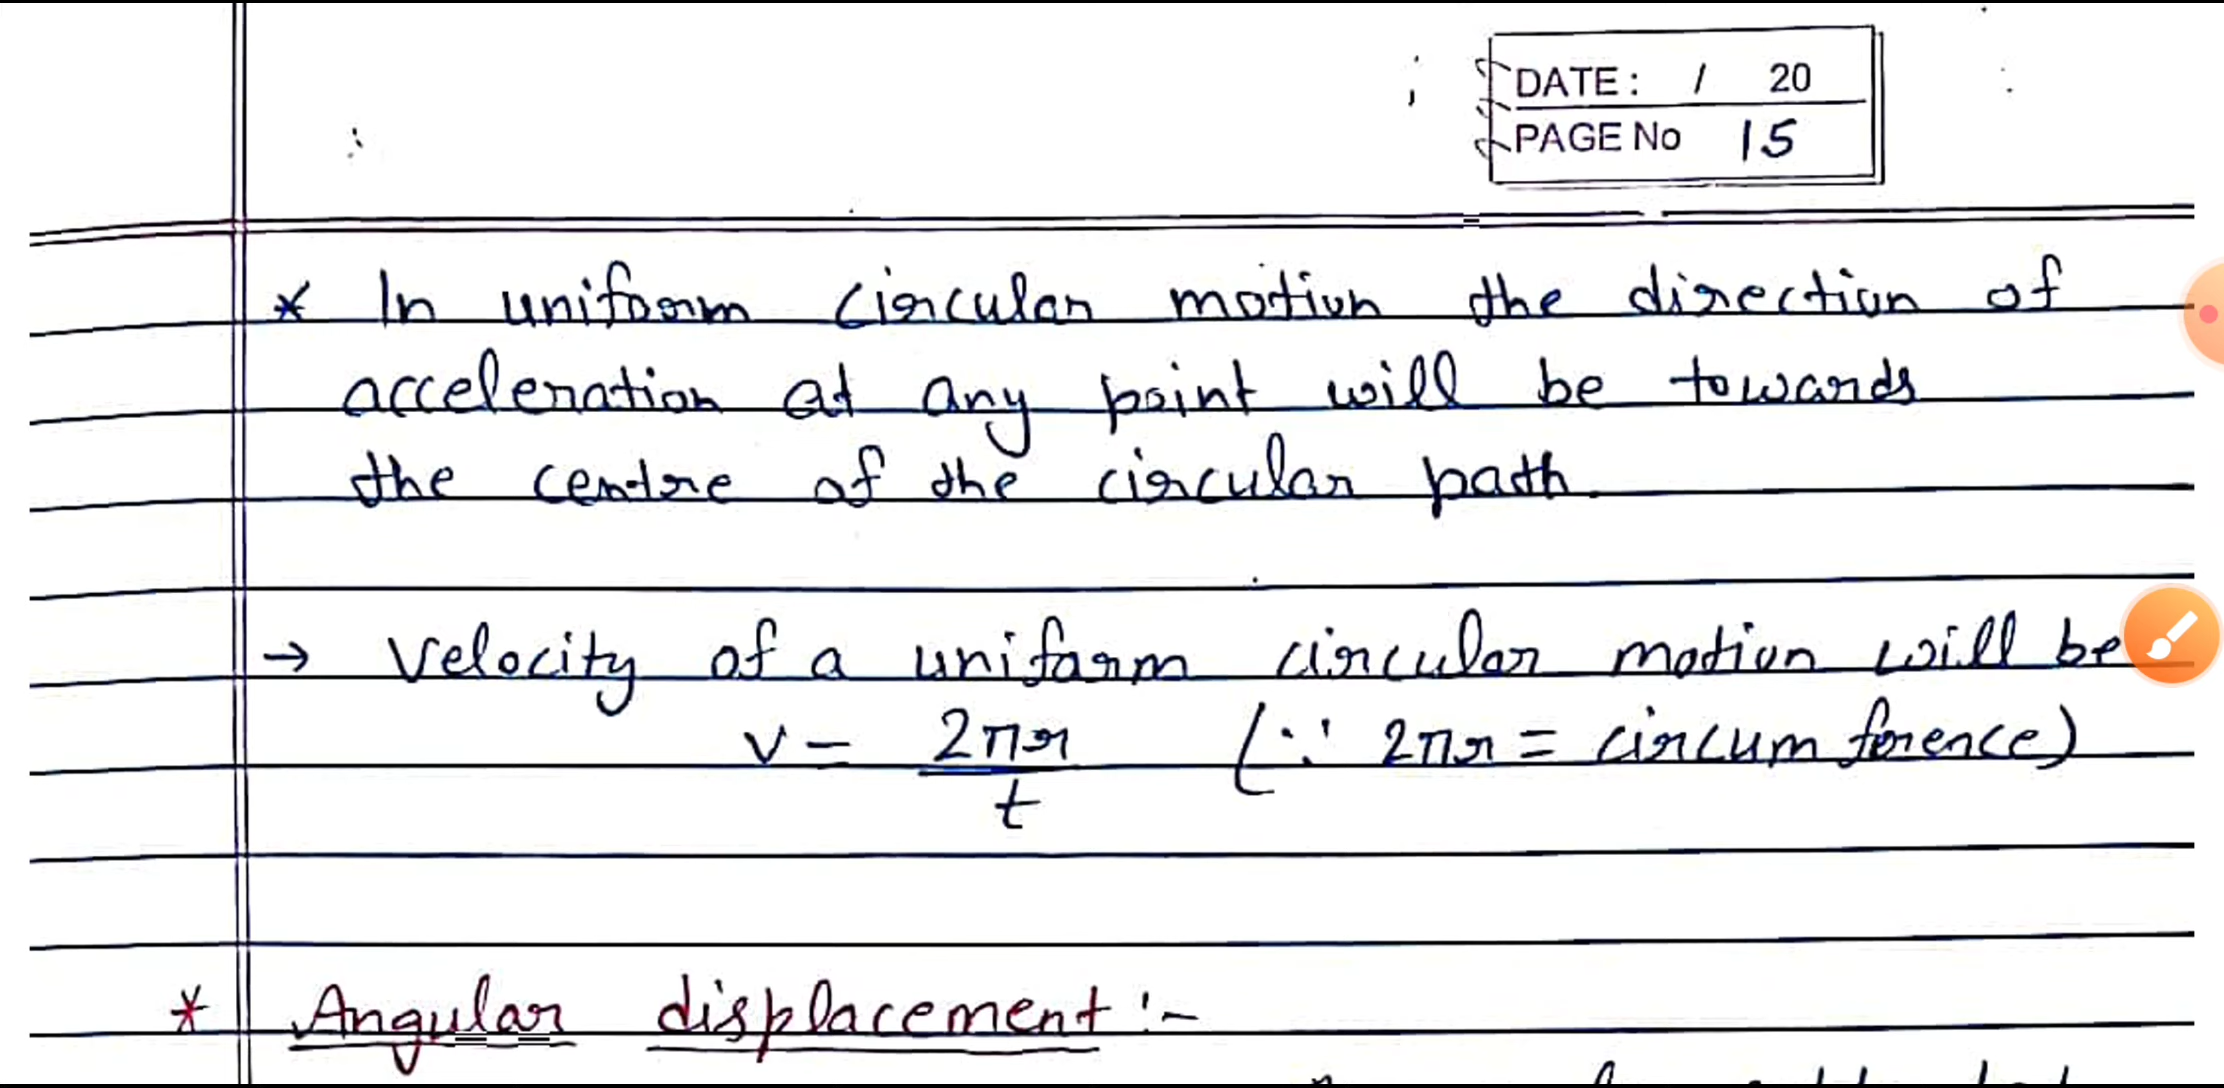 DATE: / 20
PAGE No 15
* In uniform circular motion the direction of
acceleration at any point will be towards
the centre of the circular path.
→ Velocity of a uniform circular motion will be
v = 2πr/t (∵ 2πr = circumference)
* Angular displacement :-